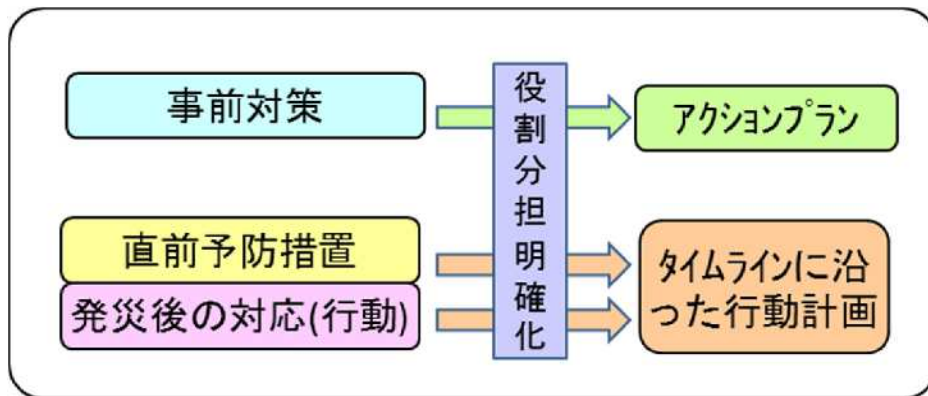 事前対策
役割分担明確化
アクションプラン
直前予防措置
発災後の対応(行動)
タイムラインに沿
った行動計画